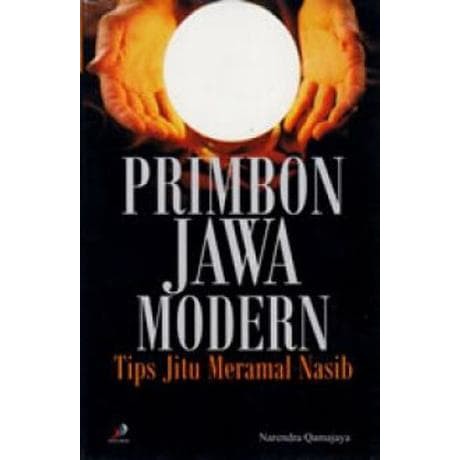 PRIMBON
JAWA
MODERN
Tips Jitu Meramal Nasib
Narendra Qamajaya